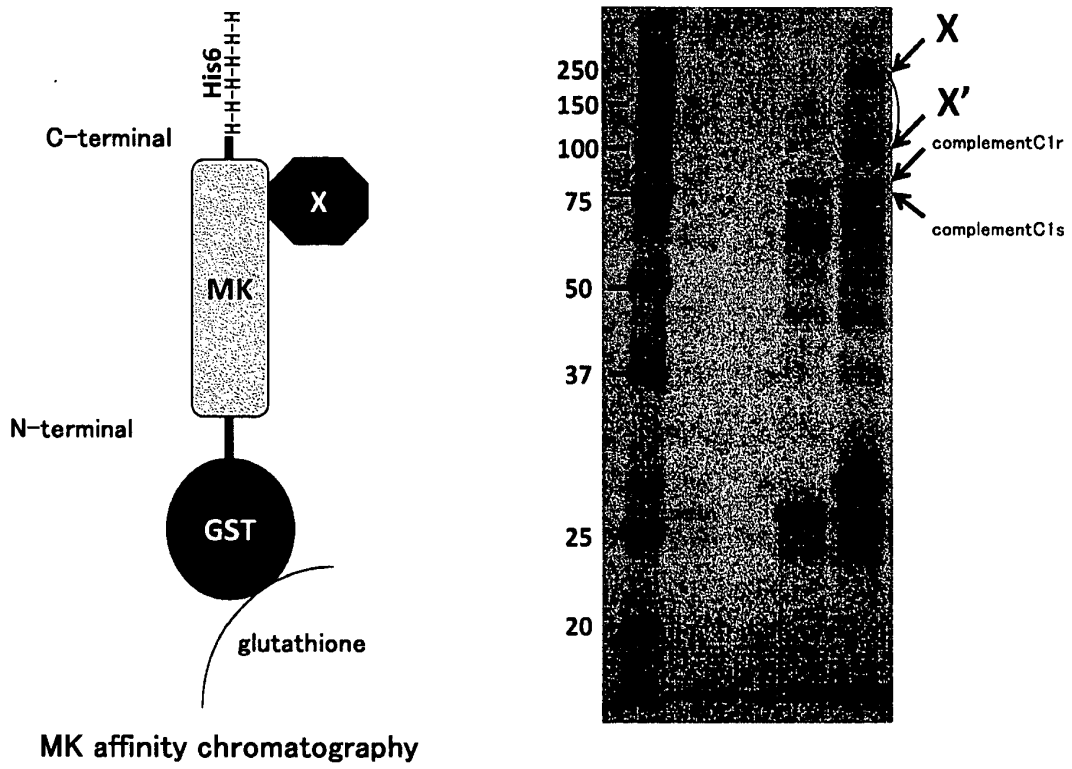 H-H-H-H-H-H
His6
C-terminal
X
MK
N-terminal
GST
glutathione
MK affinity chromatography
250
150
100
75
50
37
25
20
X
X'
complementC1r
complementC1s